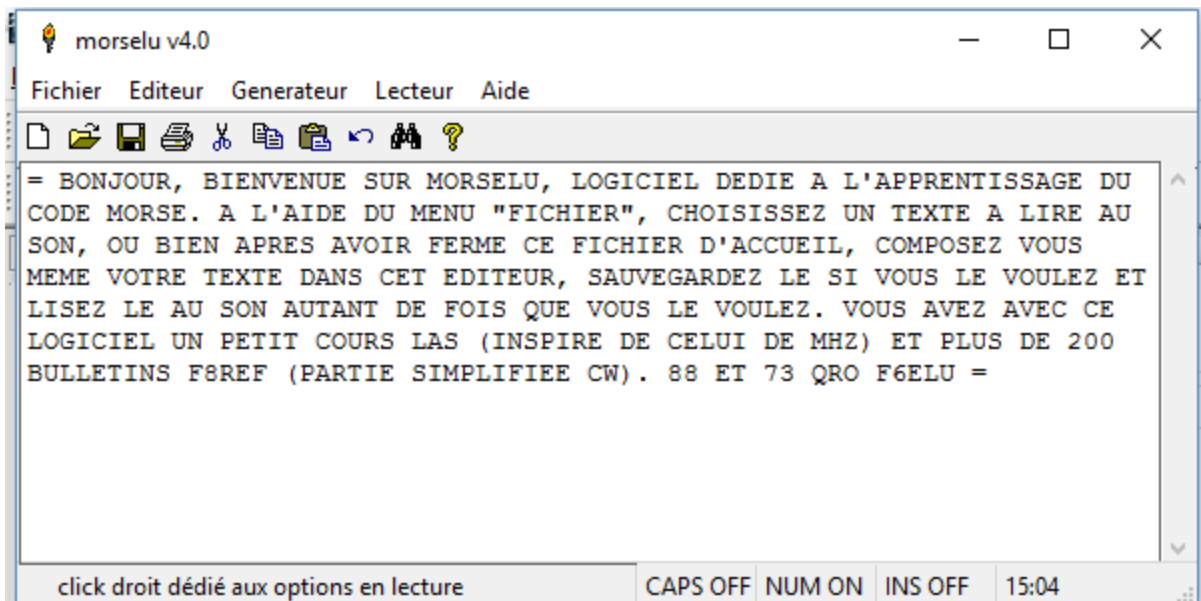 morselu v4.0
Fichier Editeur Generateur Lecteur Aide
= BONJOUR, BIENVENUE SUR MORSELU, LOGICIEL DEDIE A L'APPRENTISSAGE DU
CODE MORSE. A L'AIDE DU MENU "FICHIER", CHOISISSEZ UN TEXTE A LIRE AU
SON, OU BIEN APRES AVOIR FERME CE FICHIER D'ACCUEIL, COMPOSEZ VOUS
MEME VOTRE TEXTE DANS CET EDITEUR, SAUVEGARDEZ LE SI VOUS LE VOULEZ ET
LISEZ LE AU SON AUTANT DE FOIS QUE VOUS LE VOULEZ. VOUS AVEZ AVEC CE
LOGICIEL UN PETIT COURS LAS (INSPIRE DE CELUI DE MHZ) ET PLUS DE 200
BULLETINS F8REF (PARTIE SIMPLIFIEE CW). 88 ET 73 QRO F6ELU =
click droit dédié aux options en lecture CAPS OFF NUM ON INS OFF 15:04